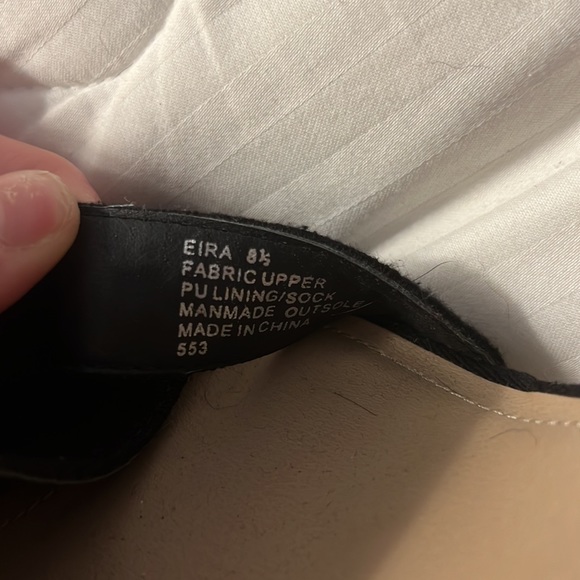 EIRA 8½
FABRIC UPPER
PU LINING/SOCK
MANMADE OUTSOLE
MADE IN CHINA
553